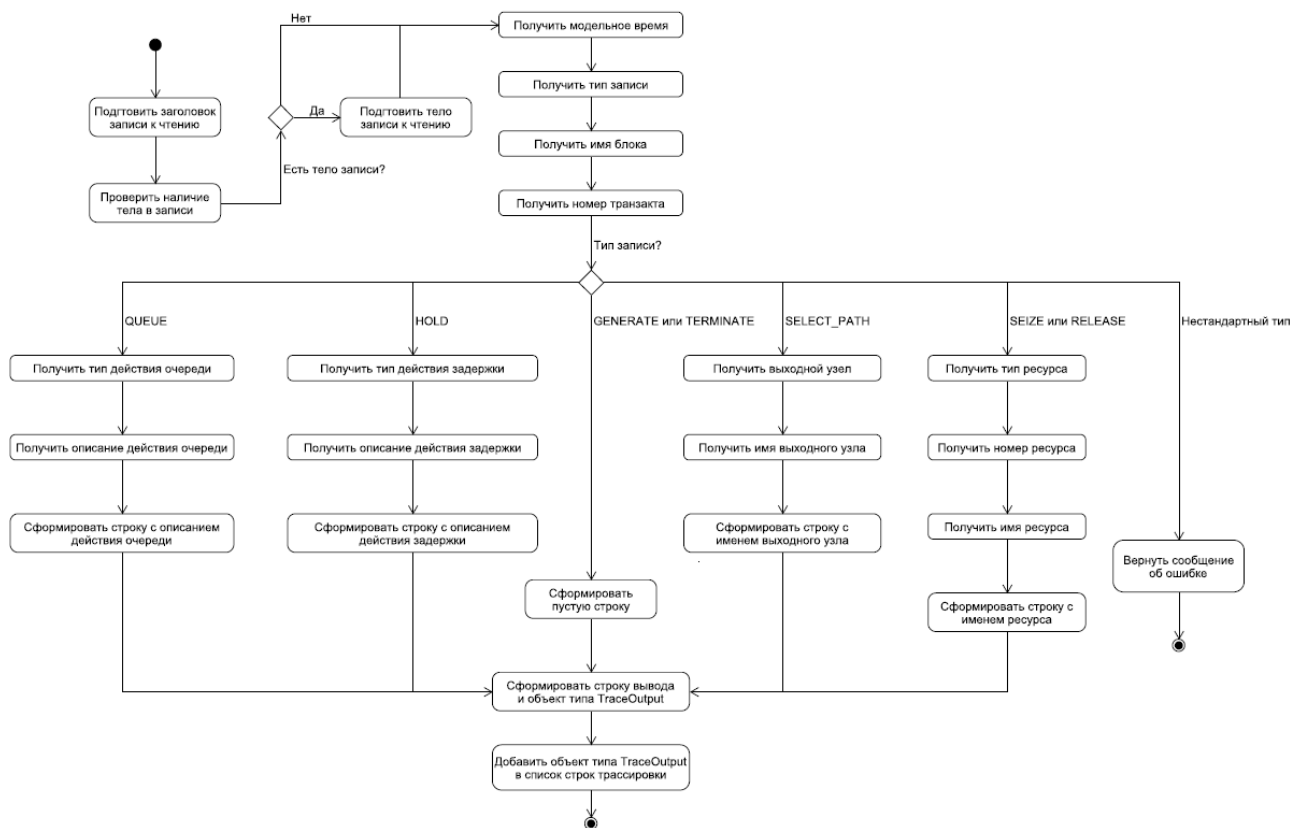 Нет
Получить модельное время
Подгтовить заголовок
записи к чтению
Да
Подгтовить тело
записи к чтению
Получить тип записи
Получить имя блока
Есть тело записи?
Проверить наличие
тела в записи
Получить номер транзакта
Тип записи?
QUEUE
HOLD
GENERATE или TERMINATE
SELECT_PATH
SEIZE или RELEASE
Нестандартный тип
Получить тип действия очереди
Получить тип действия задержки
Получить выходной узел
Получить тип ресурса
Получить описание действия очереди
Получить описание действия задержки
Получить имя выходного узла
Получить номер ресурса
Сформировать строку с описанием
действия очереди
Сформировать строку с описанием
действия задержки
Сформировать строку с
именем выходного узла
Получить имя ресурса
Вернуть сообщение
об ошибке
Сформировать
пустую строку
Сформировать строку с
именем ресурса
Сформировать строку вывода
и объект типа TraceOutput
Добавить объект типа TraceOutput
в список строк трассировки